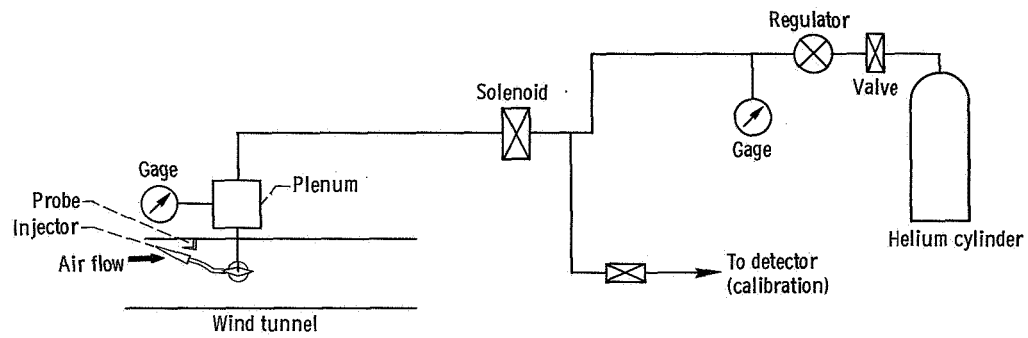 Regulator
Solenoid
Valve
Gage
Gage
Plenum
Probe
Injector
Air flow
Helium cylinder
To detector
(calibration)
Wind tunnel